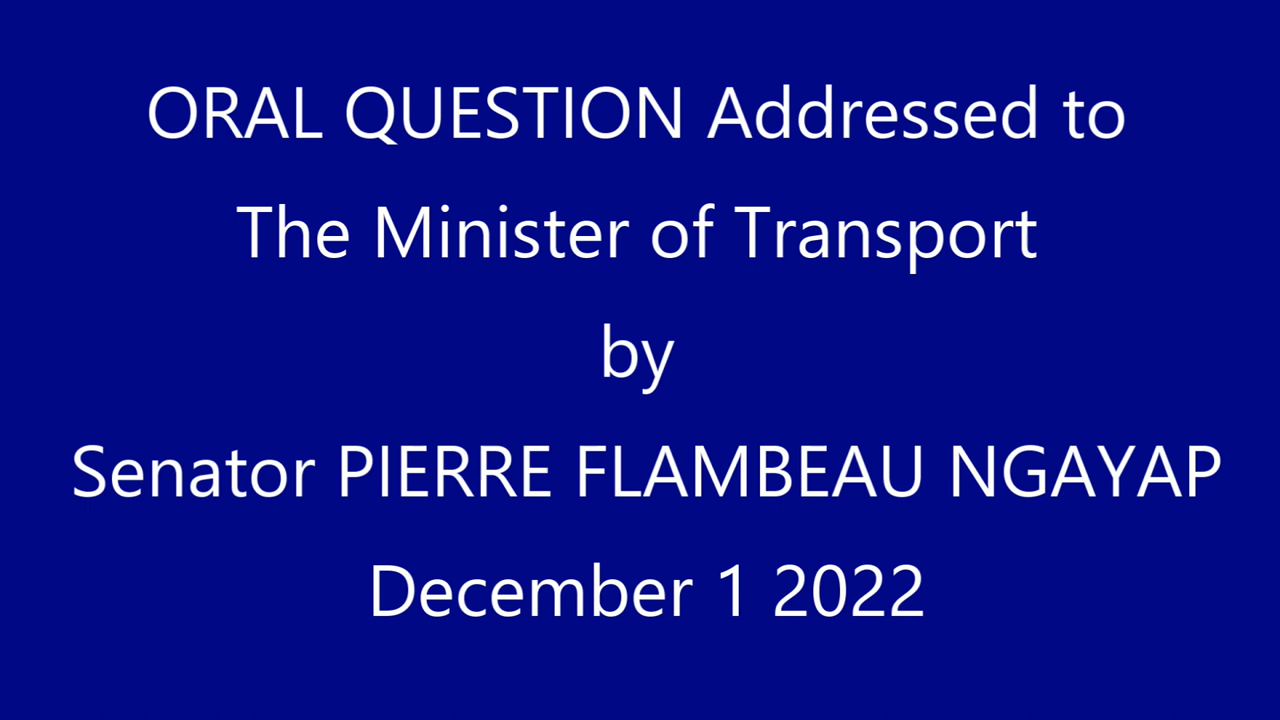 ORAL QUESTION Addressed to
The Minister of Transport
by
Senator PIERRE FLAMBEAU NGAYAP
December 1 2022